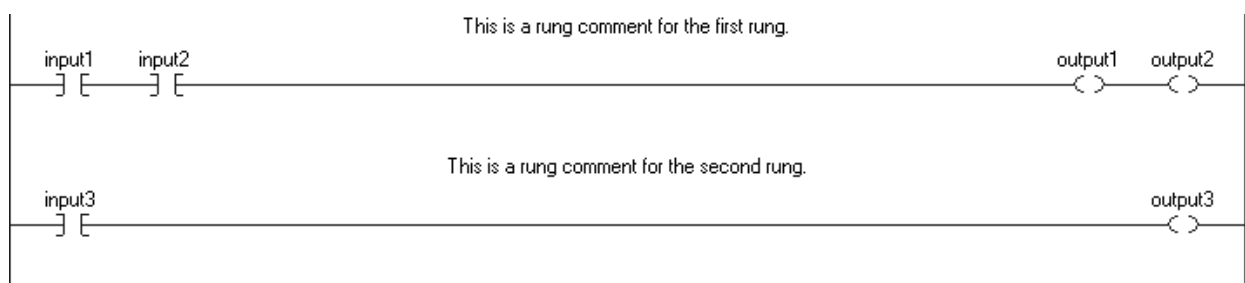 This is a rung comment for the first rung.
input1 input2 output1 output2
This is a rung comment for the second rung.
input3 output3